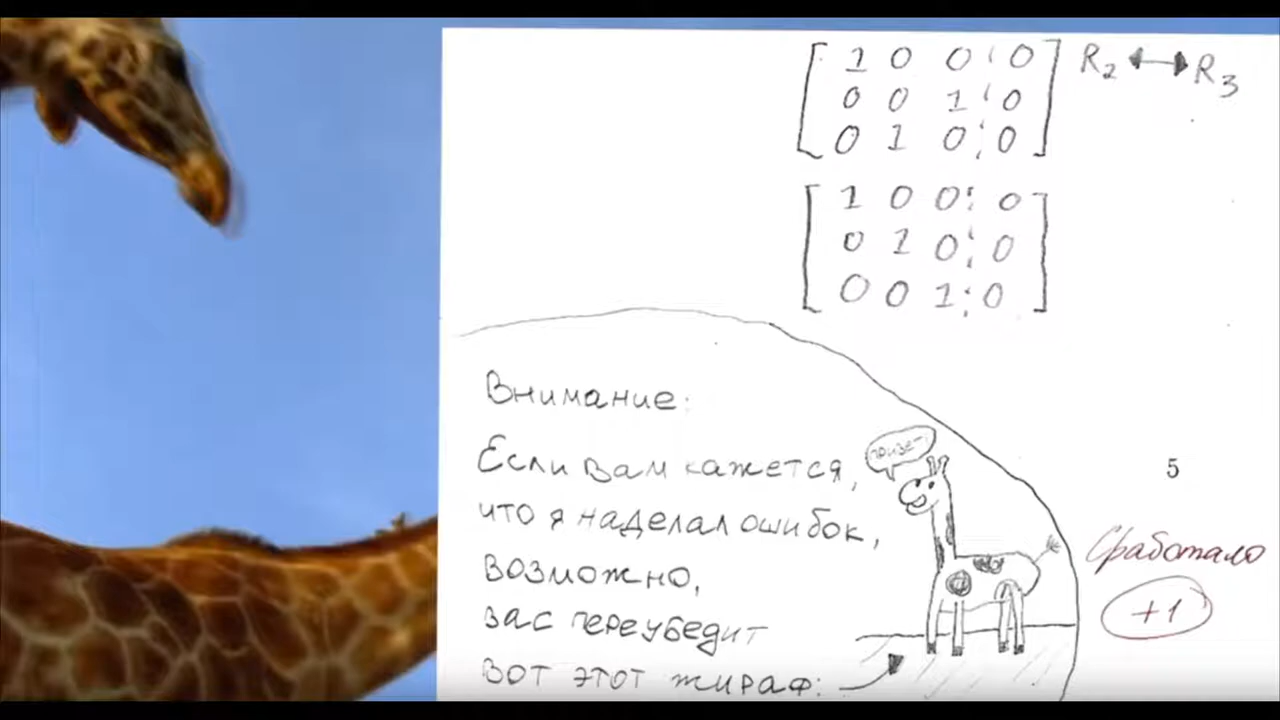 [ 1 0 0 ¦ 0 ] R₂ ↔ R₃
[ 0 0 1 ¦ 0 ]
[ 0 1 0 ¦ 0 ]
[ 1 0 0 ¦ 0 ]
[ 0 1 0 ¦ 0 ]
[ 0 0 1 ¦ 0 ]
Внимание:
Если вам кажется,
что я наделал ошибок,
возможно,
вас переубедит
вот этот жираф:
ПРИВЕТ!
5
Сработало
+1